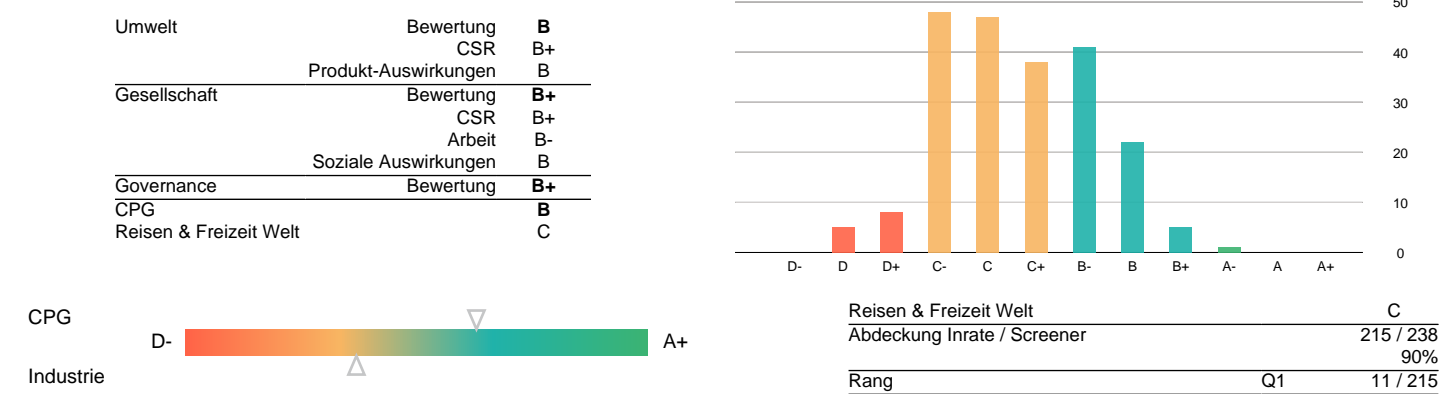 Umwelt Bewertung B
CSR B+
Produkt-Auswirkungen B
Gesellschaft Bewertung B+
CSR B+
Arbeit B-
Soziale Auswirkungen B
Governance Bewertung B+
CPG B
Reisen & Freizeit Welt C
50
40
30
20
10
0
D- D D+ C- C C+ B- B B+ A- A A+
CPG
D- A+
Industrie
Reisen & Freizeit Welt C
Abdeckung Inrate / Screener 215 / 238
90%
Rang Q1 11 / 215